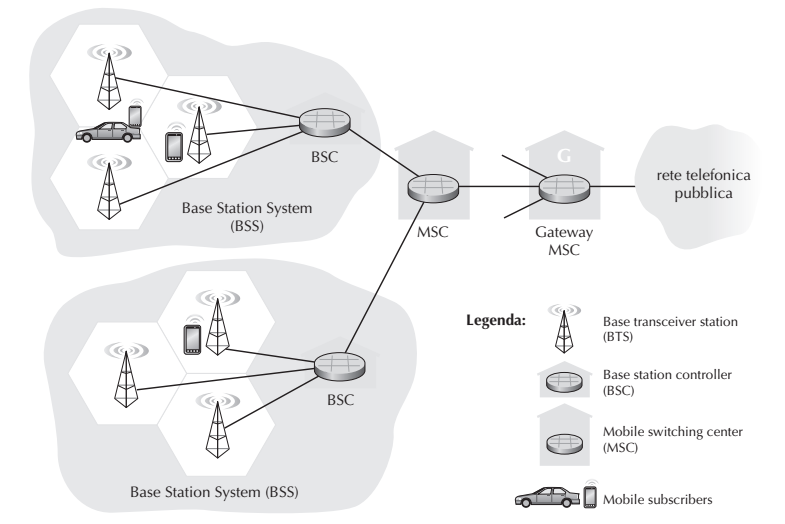 Base Station System
(BSS)
BSC
MSC
G
Gateway
MSC
rete telefonica
pubblica
BSC
Base Station System (BSS)
Legenda:
Base transceiver station
(BTS)
Base station controller
(BSC)
Mobile switching center
(MSC)
Mobile subscribers